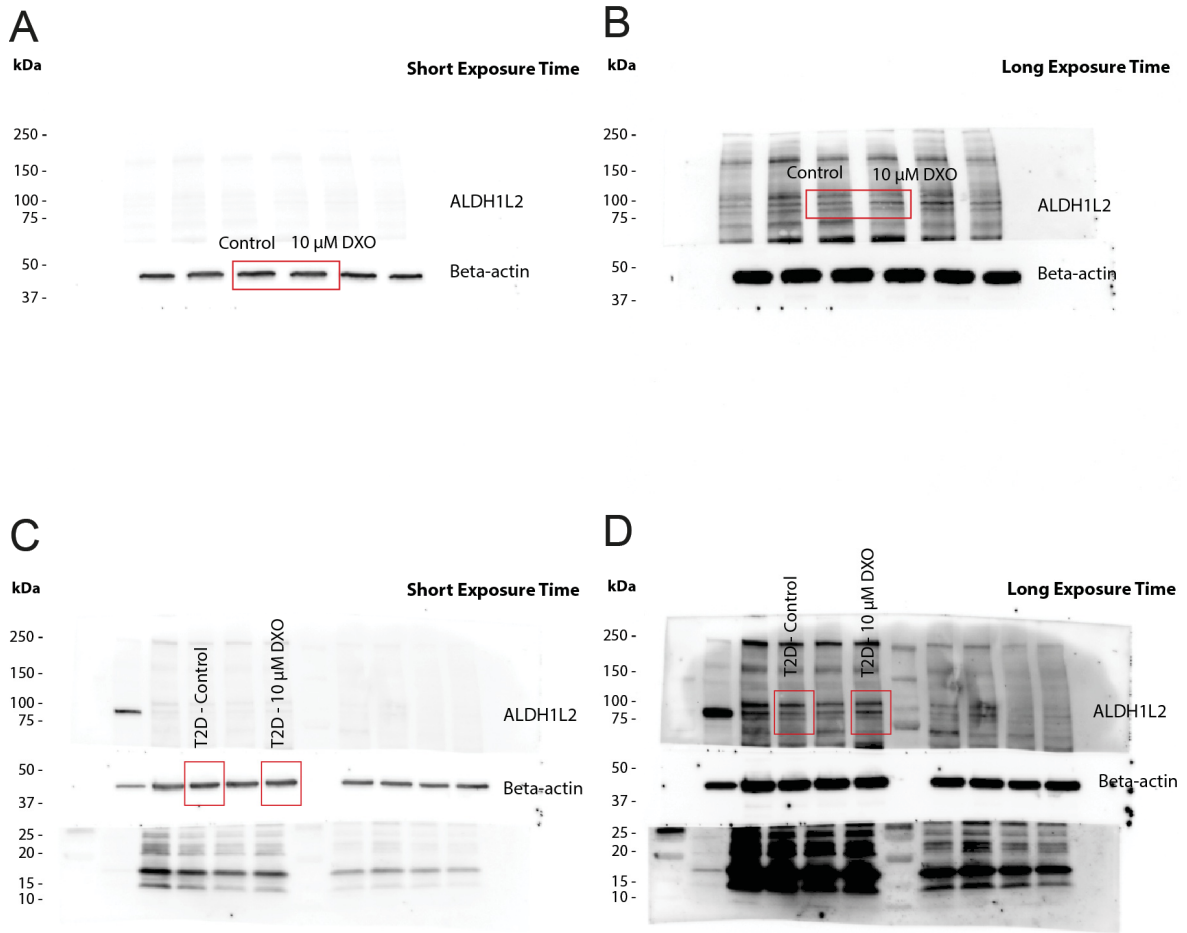 A
kDa
Short Exposure Time
250 -
150 -
100 -
75 -
ALDH1L2
Control 10 µM DXO
50 -
Beta-actin
37 -
B
kDa
Long Exposure Time
250 -
150 -
Control 10 µM DXO
100 -
75 -
ALDH1L2
50 -
Beta-actin
37 -
C
kDa
Short Exposure Time
250 -
150 -
T2D - Control
T2D - 10 µM DXO
100 -
75 -
ALDH1L2
50 -
Beta-actin
37 -
25 -
20 -
15 -
10 -
D
kDa
Long Exposure Time
T2D - Control
T2D - 10 µM DXO
250 -
150 -
100 -
75 -
ALDH1L2
50 -
Beta-actin
37 -
25 -
20 -
15 -
10 -